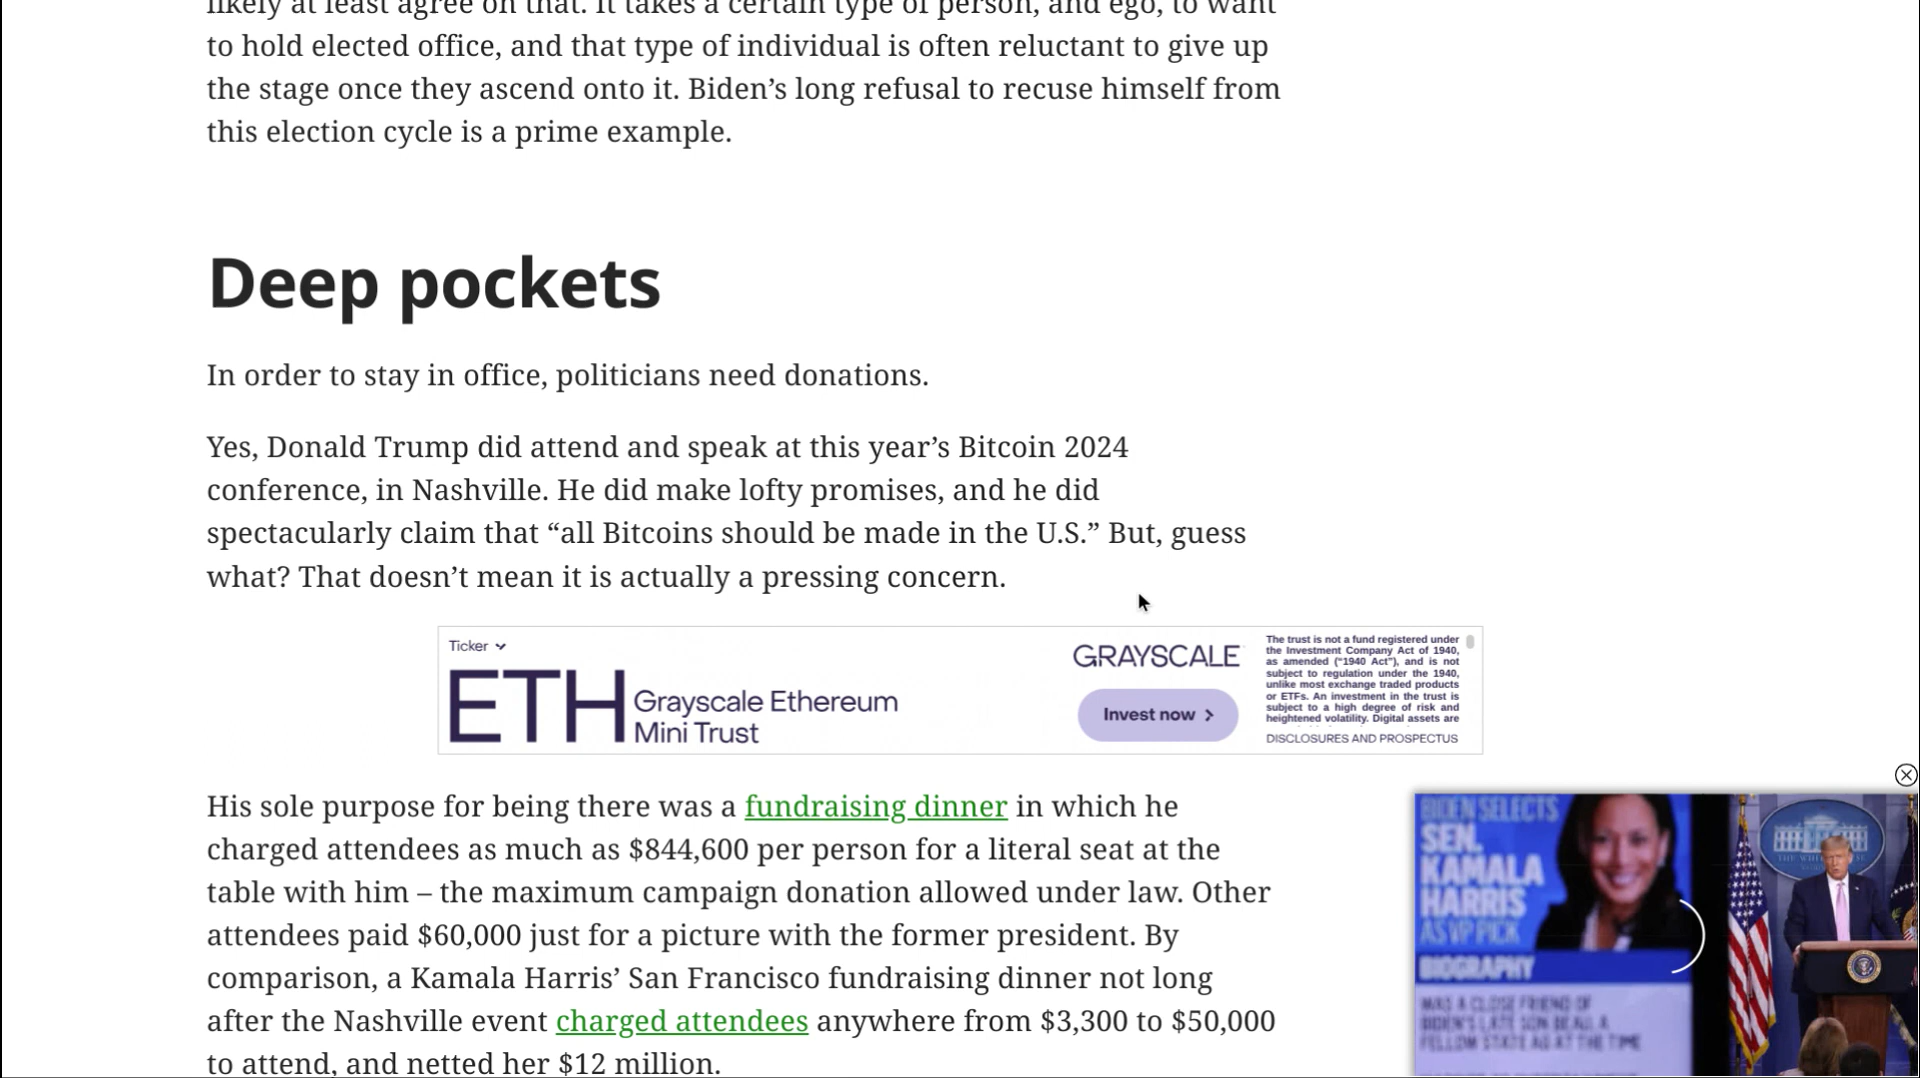 likely at least agree on that. It takes a certain type of person, and ego, to want
to hold elected office, and that type of individual is often reluctant to give up
the stage once they ascend onto it. Biden’s long refusal to recuse himself from
this election cycle is a prime example.
Deep pockets
In order to stay in office, politicians need donations.
Yes, Donald Trump did attend and speak at this year’s Bitcoin 2024
conference, in Nashville. He did make lofty promises, and he did
spectacularly claim that “all Bitcoins should be made in the U.S.” But, guess
what? That doesn’t mean it is actually a pressing concern.
Ticker
ETH Grayscale Ethereum
Mini Trust
GRAYSCALE
Invest now
The trust is not a fund registered under
the Investment Company Act of 1940,
as amended (“1940 Act”), and is not
subject to regulation under the 1940,
unlike most exchange traded products
or ETFs. An investment in the trust is
subject to a high degree of risk and
heightened volatility. Digital assets are
DISCLOSURES AND PROSPECTUS
His sole purpose for being there was a fundraising dinner in which he
charged attendees as much as $844,600 per person for a literal seat at the
table with him – the maximum campaign donation allowed under law. Other
attendees paid $60,000 just for a picture with the former president. By
comparison, a Kamala Harris’ San Francisco fundraising dinner not long
after the Nashville event charged attendees anywhere from $3,300 to $50,000
to attend, and netted her $12 million.
BIDEN SELECTS
SEN.
KAMALA
HARRIS
AS VP PICK
BIOGRAPHY
WAS A CLOSE FRIEND OF
BIDEN'S LATE SON BEAU, A
FELLOW STATE AG AT THE TIME